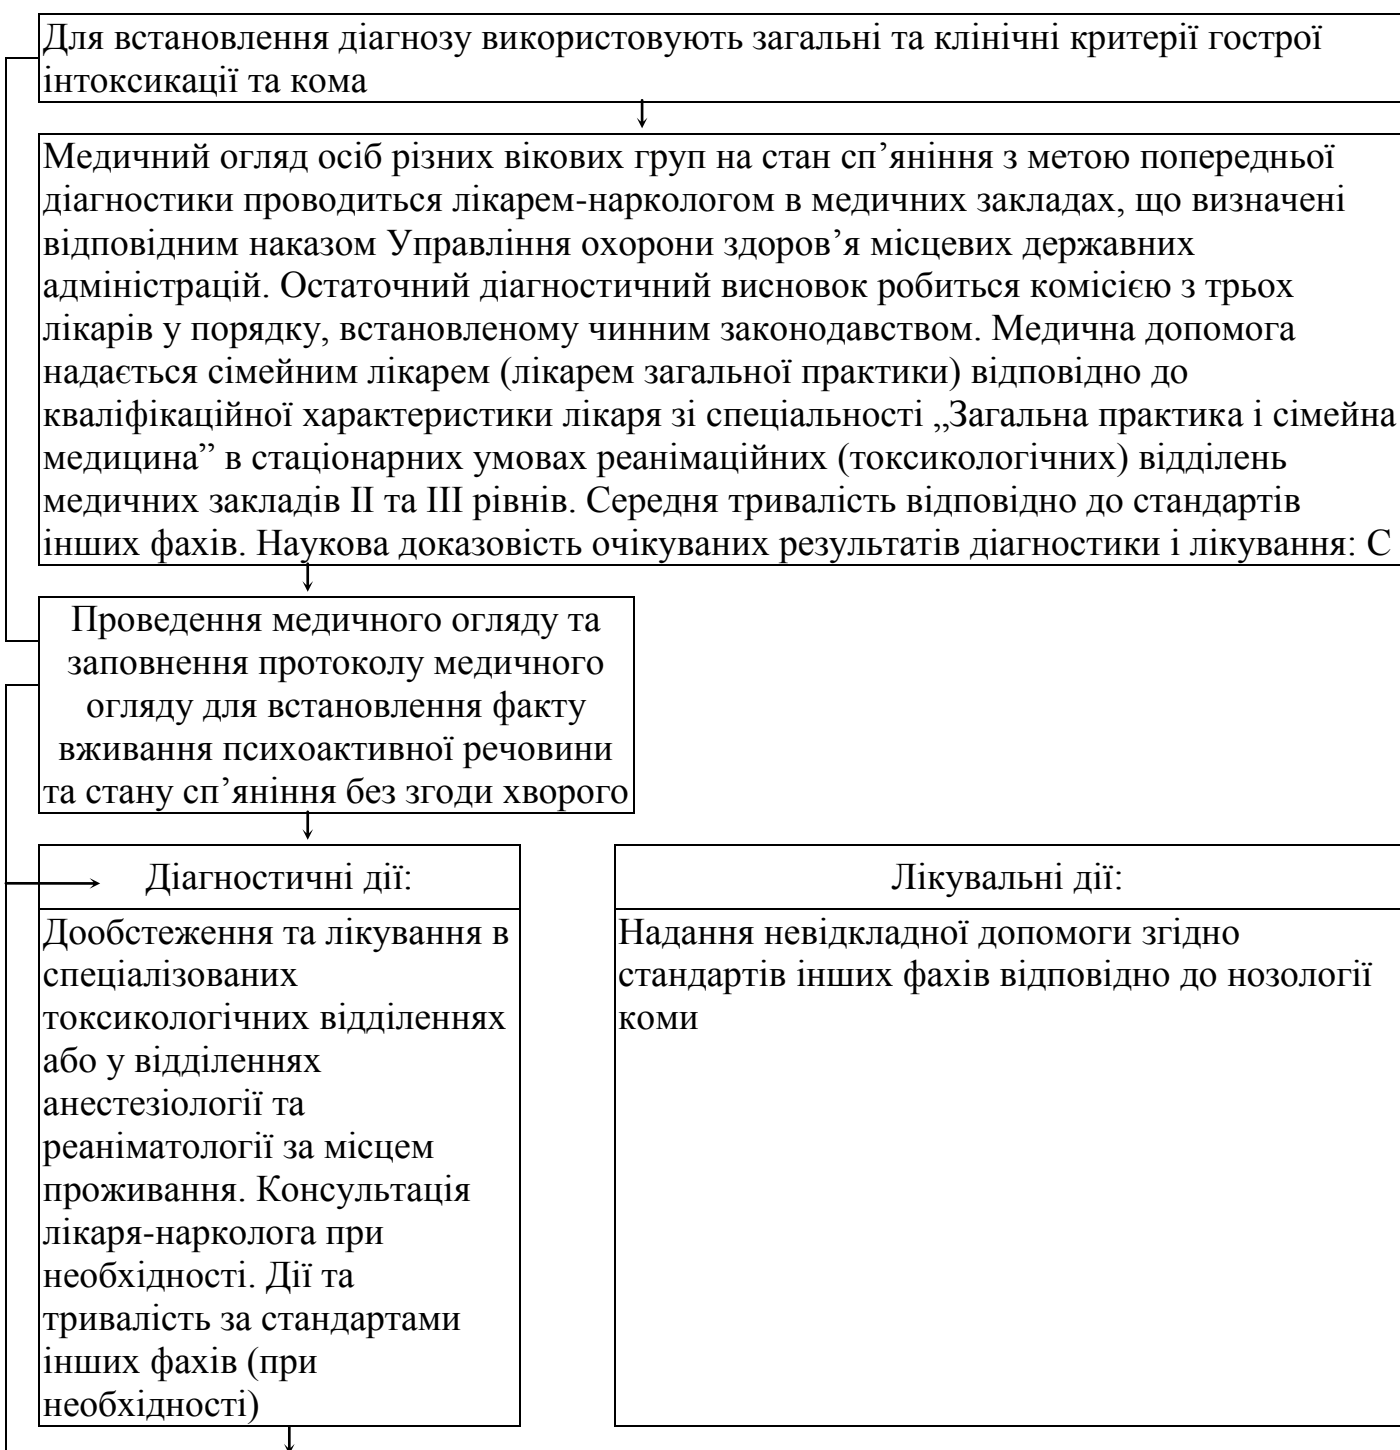 Для встановлення діагнозу використовують загальні та клінічні критерії гострої
інтоксикації та кома
Медичний огляд осіб різних вікових груп на стан сп’яніння з метою попередньої
діагностики проводиться лікарем-наркологом в медичних закладах, що визначені
відповідним наказом Управління охорони здоров’я місцевих державних
адміністрацій. Остаточний діагностичний висновок робиться комісією з трьох
лікарів у порядку, встановленому чинним законодавством. Медична допомога
надається сімейним лікарем (лікарем загальної практики) відповідно до
кваліфікаційної характеристики лікаря зі спеціальності „Загальна практика і сімейна
медицина” в стаціонарних умовах реанімаційних (токсикологічних) відділень
медичних закладів ІІ та ІІІ рівнів. Середня тривалість відповідно до стандартів
інших фахів. Наукова доказовість очікуваних результатів діагностики і лікування: С
Проведення медичного огляду та
заповнення протоколу медичного
огляду для встановлення факту
вживання психоактивної речовини
та стану сп’яніння без згоди хворого
Діагностичні дії:
Дообстеження та лікування в
спеціалізованих
токсикологічних відділеннях
або у відділеннях
анестезіології та
реаніматології за місцем
проживання. Консультація
лікаря-нарколога при
необхідності. Дії та
тривалість за стандартами
інших фахів (при
необхідності)
Лікувальні дії:
Надання невідкладної допомоги згідно
стандартів інших фахів відповідно до нозології
коми